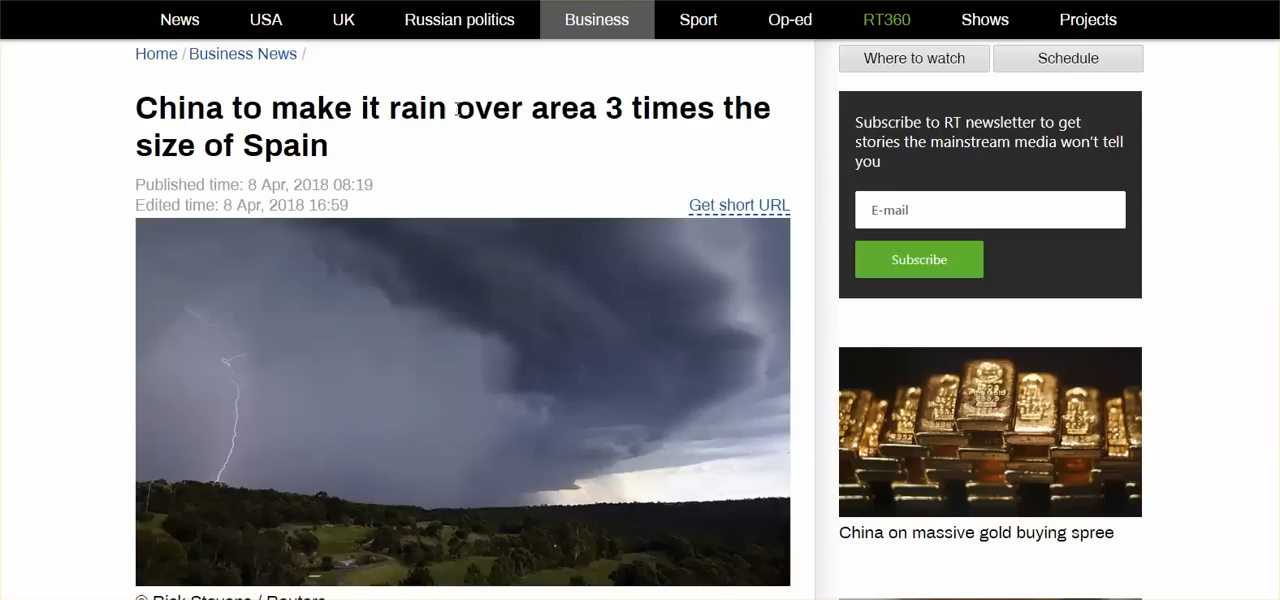 News USA UK Russian politics Business Sport Op-ed RT360 Shows Projects
Home / Business News /
China to make it rain over area 3 times the
size of Spain
Published time: 8 Apr, 2018 08:19
Edited time: 8 Apr, 2018 16:59
Get short URL
© Rick Stevens / Reuters
Where to watch
Schedule
Subscribe to RT newsletter to get
stories the mainstream media won't tell
you
E-mail
Subscribe
China on massive gold buying spree